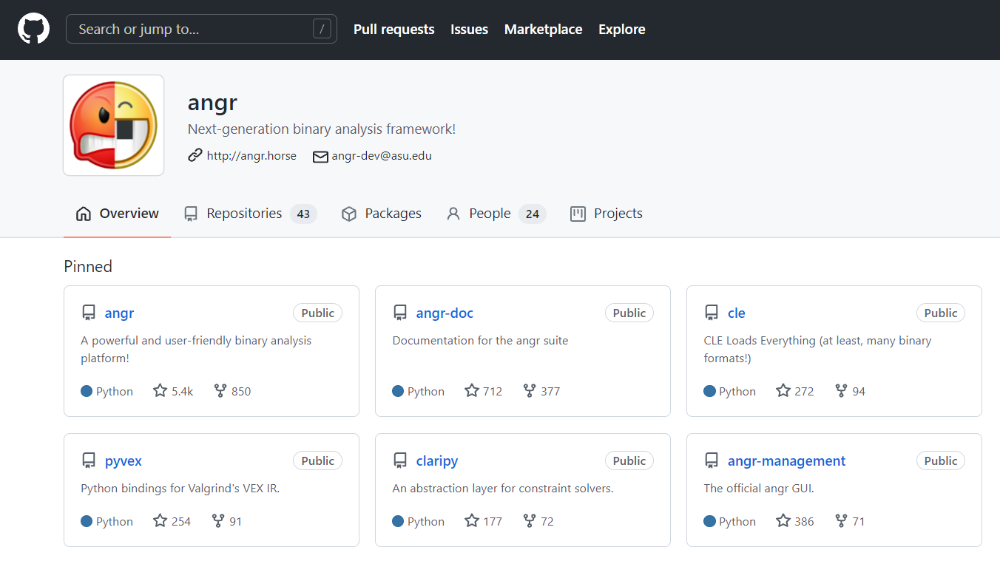 Search or jump to... /
Pull requests Issues Marketplace Explore
angr
Next-generation binary analysis framework!
http://angr.horse angr-dev@asu.edu
Overview Repositories 43 Packages People 24 Projects
Pinned
angr Public
A powerful and user-friendly binary analysis
platform!
Python 5.4k 850
angr-doc Public
Documentation for the angr suite
Python 712 377
cle Public
CLE Loads Everything (at least, many binary
formats!)
Python 272 94
pyvex Public
Python bindings for Valgrind's VEX IR.
Python 254 91
claripy Public
An abstraction layer for constraint solvers.
Python 177 72
angr-management Public
The official angr GUI.
Python 386 71